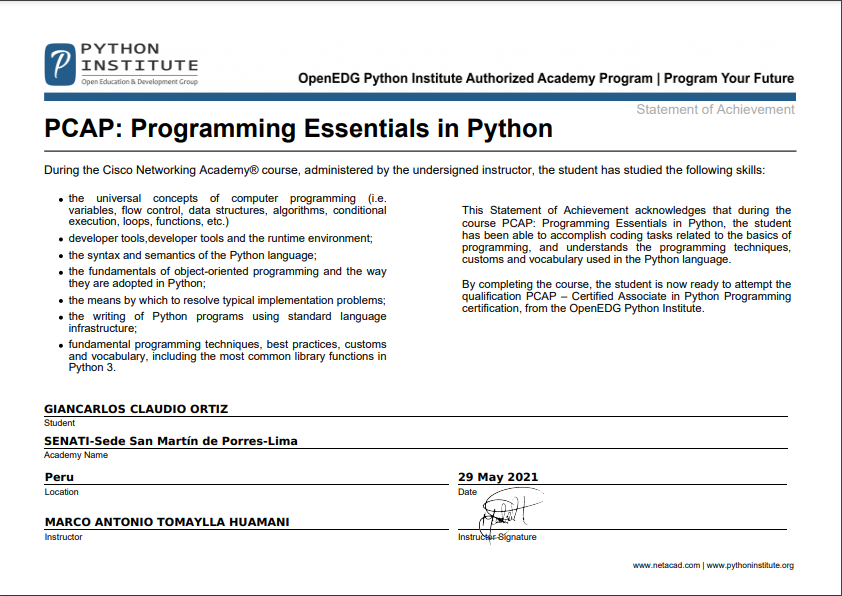 PYTHON
INSTITUTE
Open Education & Development Group
OpenEDG Python Institute Authorized Academy Program | Program Your Future
Statement of Achievement
PCAP: Programming Essentials in Python
During the Cisco Networking Academy® course, administered by the undersigned instructor, the student has studied the following skills:
• the universal concepts of computer programming (i.e.
variables, flow control, data structures, algorithms, conditional
execution, loops, functions, etc.)
• developer tools,developer tools and the runtime environment;
• the syntax and semantics of the Python language;
• the fundamentals of object-oriented programming and the way
they are adopted in Python;
• the means by which to resolve typical implementation problems;
• the writing of Python programs using standard language
infrastructure;
• fundamental programming techniques, best practices, customs
and vocabulary, including the most common library functions in
Python 3.
This Statement of Achievement acknowledges that during the
course PCAP: Programming Essentials in Python, the student
has been able to accomplish coding tasks related to the basics of
programming, and understands the programming techniques,
customs and vocabulary used in the Python language.
By completing the course, the student is now ready to attempt the
qualification PCAP – Certified Associate in Python Programming
certification, from the OpenEDG Python Institute.
GIANCARLOS CLAUDIO ORTIZ
Student
SENATI-Sede San Martín de Porres-Lima
Academy Name
Peru
Location
29 May 2021
Date
MARCO ANTONIO TOMAYLLA HUAMANI
Instructor
Instructor Signature
www.netacad.com | www.pythoninstitute.org